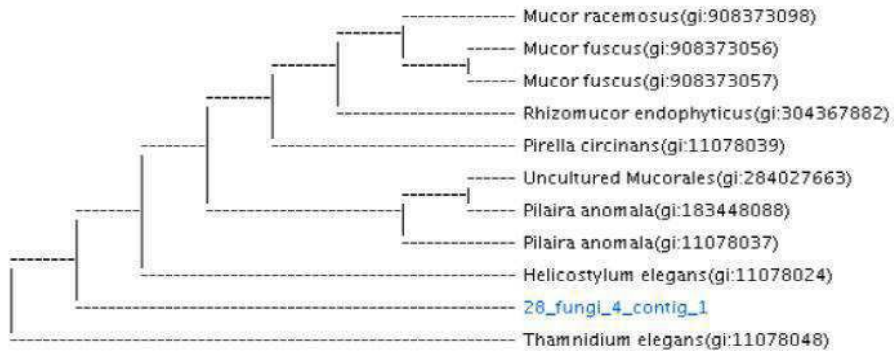 Mucor racemosus(gi:908373098)
Mucor fuscus(gi:908373056)
Mucor fuscus(gi:908373057)
Rhizomucor endophyticus(gi:304367882)
Pirella circinans(gi:11078039)
Uncultured Mucorales(gi:284027663)
Pilaira anomala(gi:183448088)
Pilaira anomala(gi:11078037)
Helicostylum elegans(gi:11078024)
28_fungi_4_contig_1
Thamnidium elegans(gi:11078048)